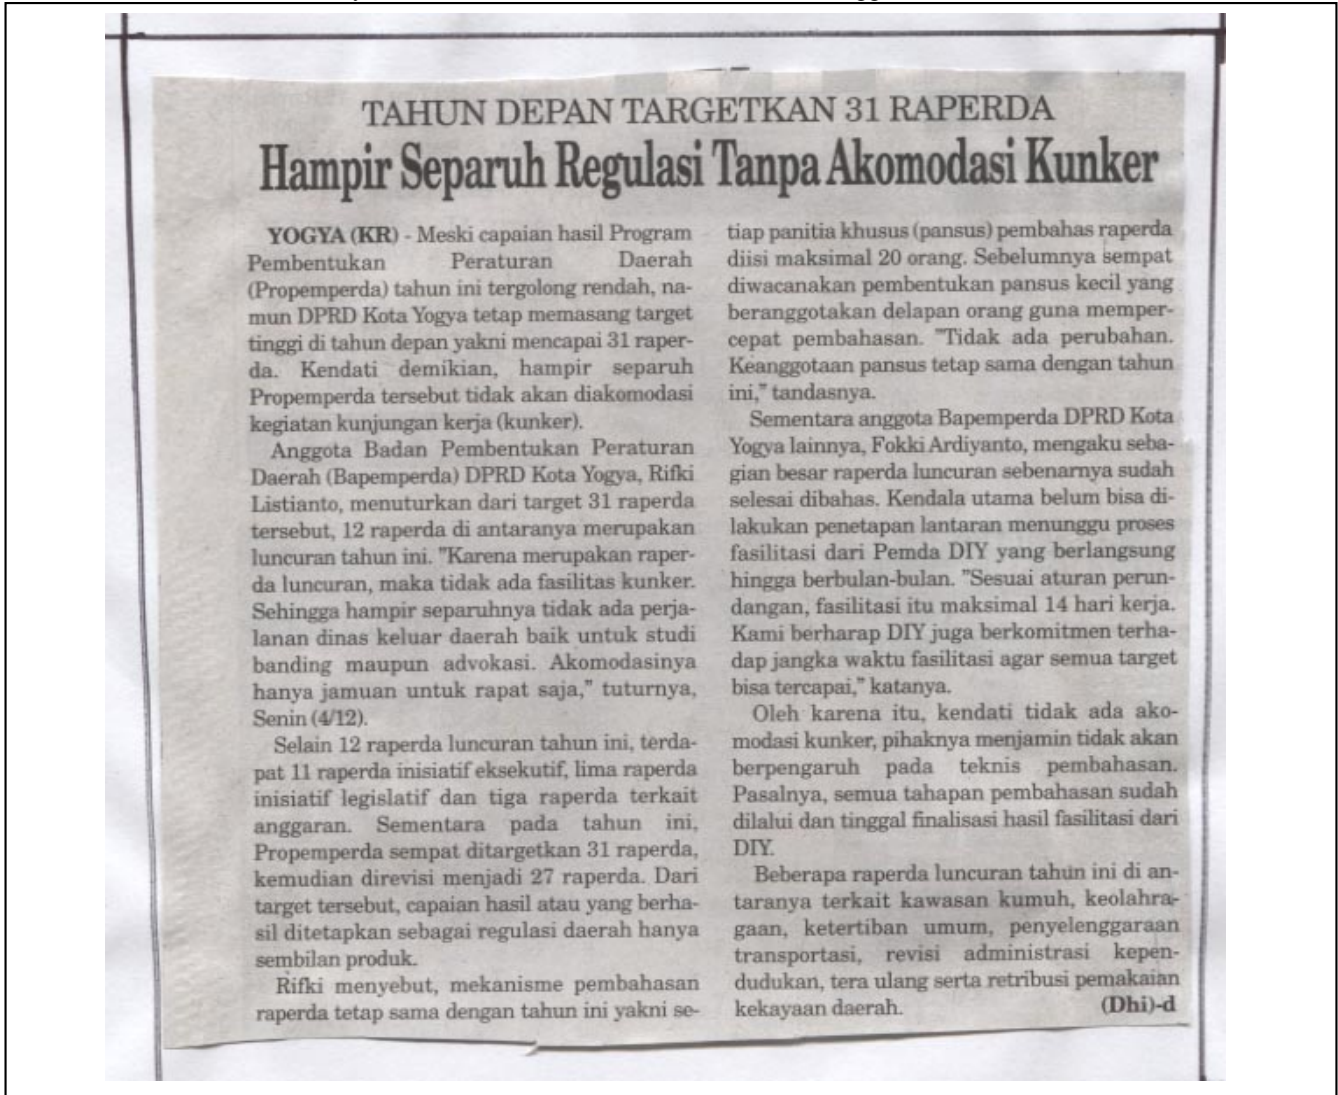 TAHUN DEPAN TARGETKAN 31 RAPERDA
Hampir Separuh Regulasi Tanpa Akomodasi Kunker
YOGYA (KR) - Meski capaian hasil Program
Pembentukan Peraturan Daerah
(Propemperda) tahun ini tergolong rendah, na-
mun DPRD Kota Yogya tetap memasang target
tinggi di tahun depan yakni mencapai 31 raper-
da. Kendati demikian, hampir separuh
Propemperda tersebut tidak akan diakomodasi
kegiatan kunjungan kerja (kunker).
Anggota Badan Pembentukan Peraturan
Daerah (Bapemperda) DPRD Kota Yogya, Rifki
Listianto, menuturkan dari target 31 raperda
tersebut, 12 raperda di antaranya merupakan
luncuran tahun ini. "Karena merupakan raper-
da luncuran, maka tidak ada fasilitas kunker.
Sehingga hampir separuhnya tidak ada perja-
lanan dinas keluar daerah baik untuk studi
banding maupun advokasi. Akomodasinya
hanya jamuan untuk rapat saja," tuturnya,
Senin (4/12).
Selain 12 raperda luncuran tahun ini, terda-
pat 11 raperda inisiatif eksekutif, lima raperda
inisiatif legislatif dan tiga raperda terkait
anggaran. Sementara pada tahun ini,
Propemperda sempat ditargetkan 31 raperda,
kemudian direvisi menjadi 27 raperda. Dari
target tersebut, capaian hasil atau yang berha-
sil ditetapkan sebagai regulasi daerah hanya
sembilan produk.
Rifki menyebut, mekanisme pembahasan
raperda tetap sama dengan tahun ini yakni se-
tiap panitia khusus (pansus) pembahas raperda
diisi maksimal 20 orang. Sebelumnya sempat
diwacanakan pembentukan pansus kecil yang
beranggotakan delapan orang guna memper-
cepat pembahasan. "Tidak ada perubahan.
Keanggotaan pansus tetap sama dengan tahun
ini," tandasnya.
Sementara anggota Bapemperda DPRD Kota
Yogya lainnya, Fokki Ardiyanto, mengaku seba-
gian besar raperda luncuran sebenarnya sudah
selesai dibahas. Kendala utama belum bisa di-
lakukan penetapan lantaran menunggu proses
fasilitasi dari Pemda DIY yang berlangsung
hingga berbulan-bulan. "Sesuai aturan perun-
dangan, fasilitasi itu maksimal 14 hari kerja.
Kami berharap DIY juga berkomitmen terha-
dap jangka waktu fasilitasi agar semua target
bisa tercapai," katanya.
Oleh karena itu, kendati tidak ada ako-
modasi kunker, pihaknya menjamin tidak akan
berpengaruh pada teknis pembahasan.
Pasalnya, semua tahapan pembahasan sudah
dilalui dan tinggal finalisasi hasil fasilitasi dari
DIY.
Beberapa raperda luncuran tahun ini di an-
taranya terkait kawasan kumuh, keolahra-
gaan, ketertiban umum, penyelenggaraan
transportasi, revisi administrasi kepen-
dudukan, tera ulang serta retribusi pemakaian
kekayaan daerah. (Dhi)-d